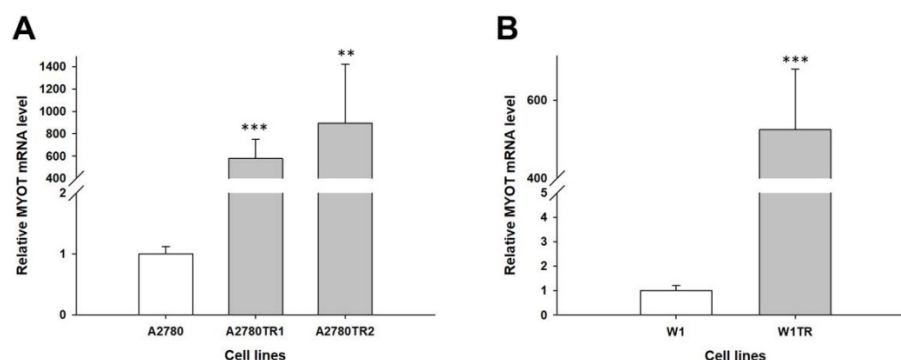 A
Relative MYOT mRNA level
1400
1200
1000
800
600
400
2
1
0
***
**
A2780 A2780TR1 A2780TR2
Cell lines
B
Relative MYOT mRNA level
600
400
5
4
3
2
1
0
***
W1 W1TR
Cell lines